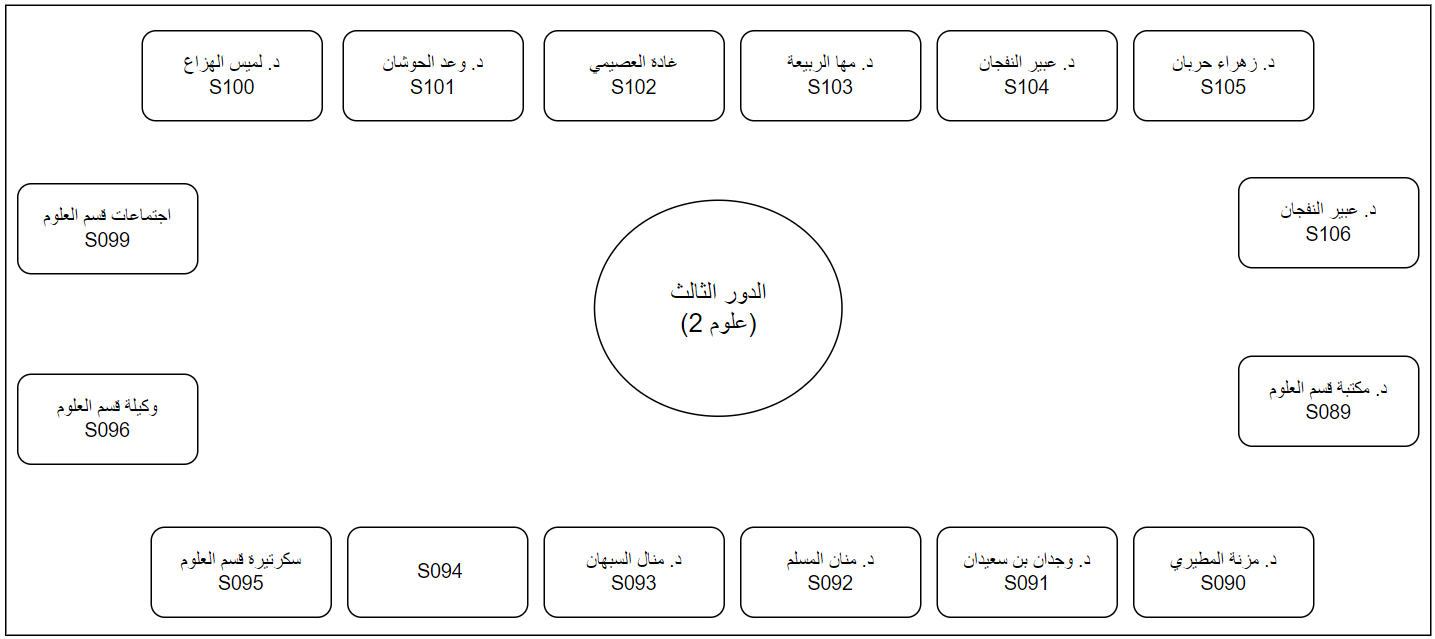 د. زهراء حربان
S105
د. عبير النفجان
S104
د. مها الربيعة
S103
غادة العصيمي
S102
د. وعد الحوشان
S101
د. لميس الهزاع
S100
د. عبير النفجان
S106
اجتماعات قسم العلوم
S099
الدور الثالث
(علوم 2)
د. مكتبة قسم العلوم
S089
وكيلة قسم العلوم
S096
د. مزنة المطيري
S090
د. وجدان بن سعيدان
S091
د. منان المسلم
S092
د. منال السبهان
S093
S094
سكرتيرة قسم العلوم
S095